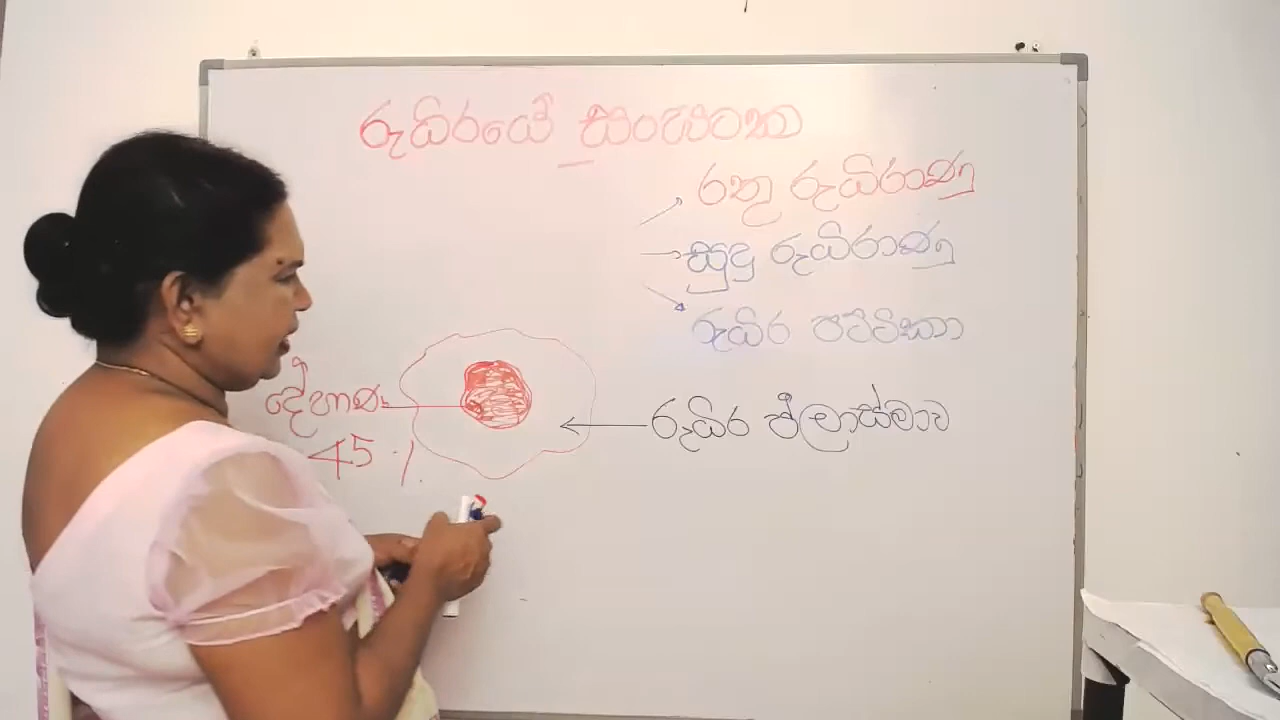 රුධිරයේ සංඝටක
රතු රුධිරාණු
සුදු රුධිරාණු
රුධිර පට්ටිකා
දේහාණු
45 %
රුධිර ප්ලාස්මාව